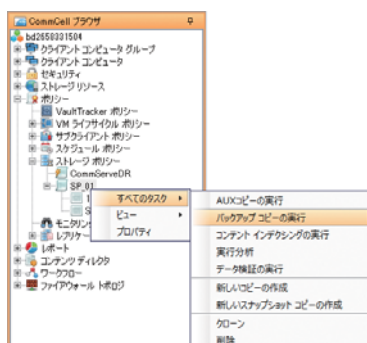 CommCell ブラウザ
bd2658331504
クライアント コンピュータ グループ
クライアント コンピュータ
セキュリティ
ストレージ リソース
ポリシー
VaultTracker ポリシー
VM ライフサイクル ポリシー
サブクライアント ポリシー
スケジュール ポリシー
ストレージ ポリシー
CommServeDR
SP_01
1
S
モニタリン
レプリケー
レポート
コンテンツ ディレクタ
ワークフロー
ファイアウォール トポロジ
すべてのタスク
ビュー
プロパティ
AUXコピーの実行
バックアップ コピーの実行
コンテント インデクシングの実行
実行分析
データ検証の実行
新しいコピーの作成
新しいスナップショット コピーの作成
クローン
削除